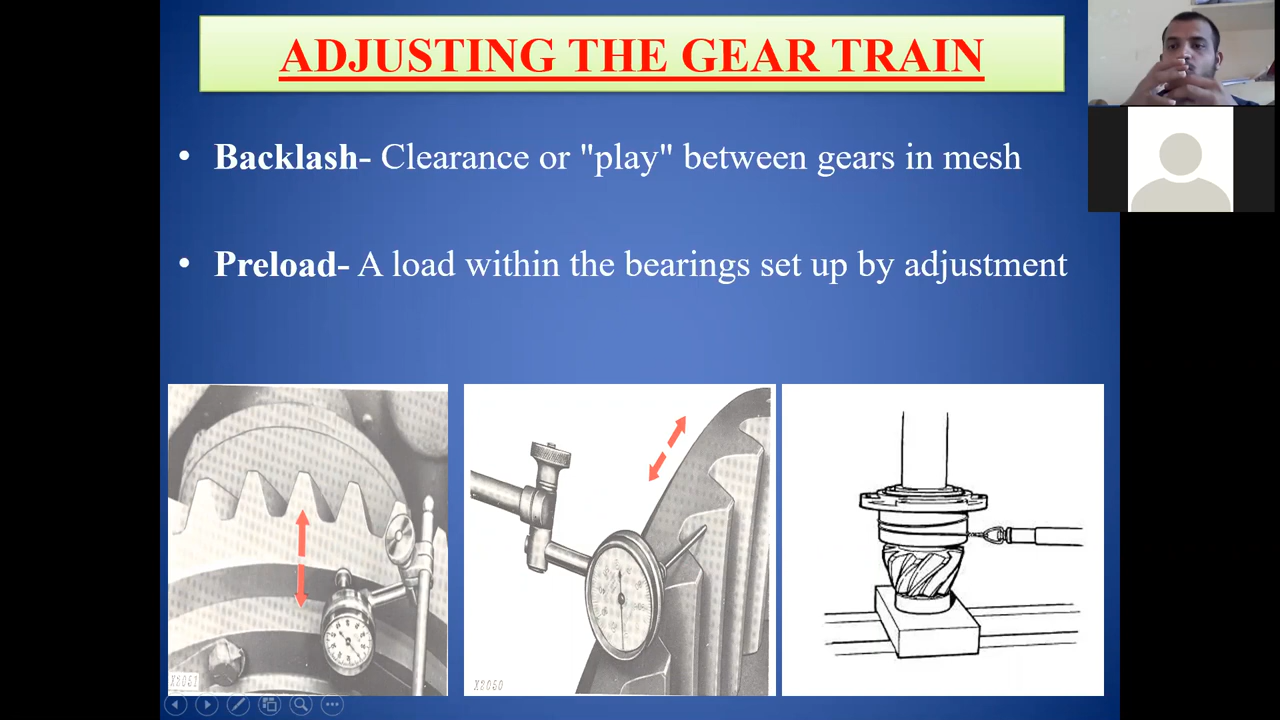 ADJUSTING THE GEAR TRAIN
• Backlash- Clearance or "play" between gears in mesh
• Preload- A load within the bearings set up by adjustment
X2051
X2050